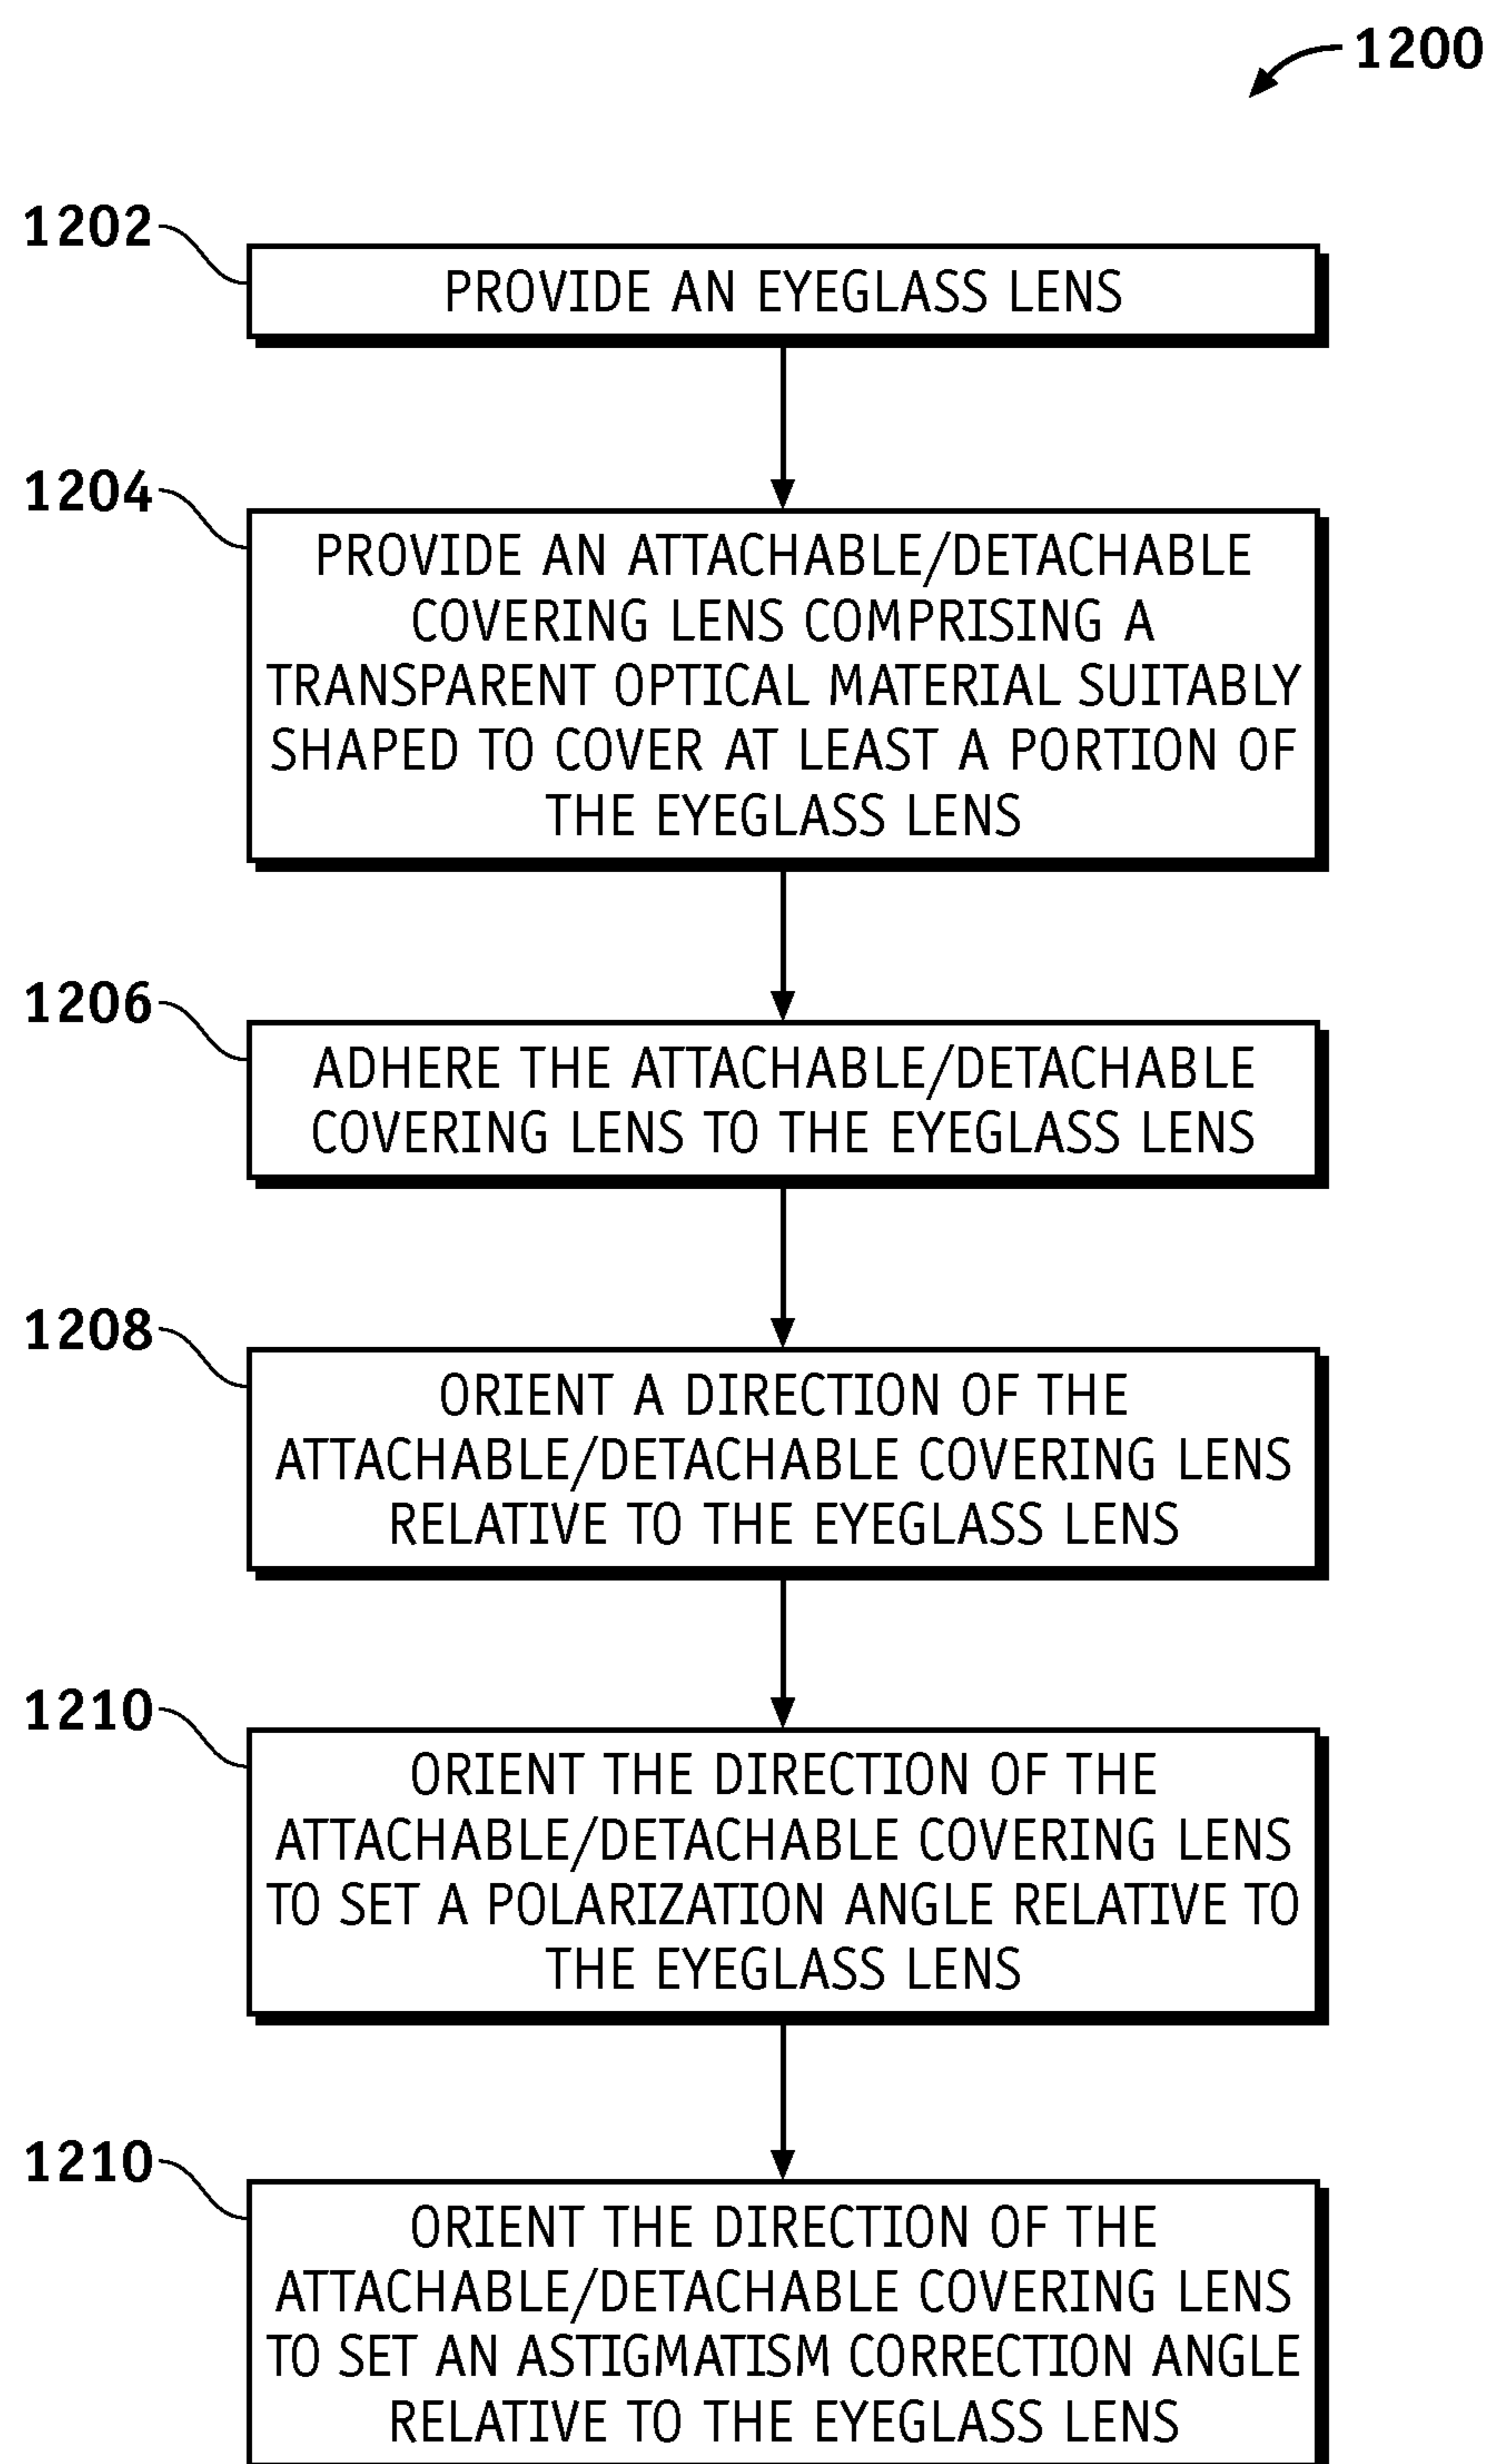 1200
1202
PROVIDE AN EYEGLASS LENS
1204
PROVIDE AN ATTACHABLE/DETACHABLE
COVERING LENS COMPRISING A
TRANSPARENT OPTICAL MATERIAL SUITABLY
SHAPED TO COVER AT LEAST A PORTION OF
THE EYEGLASS LENS
1206
ADHERE THE ATTACHABLE/DETACHABLE
COVERING LENS TO THE EYEGLASS LENS
1208
ORIENT A DIRECTION OF THE
ATTACHABLE/DETACHABLE COVERING LENS
RELATIVE TO THE EYEGLASS LENS
1210
ORIENT THE DIRECTION OF THE
ATTACHABLE/DETACHABLE COVERING LENS
TO SET A POLARIZATION ANGLE RELATIVE TO
THE EYEGLASS LENS
1210
ORIENT THE DIRECTION OF THE
ATTACHABLE/DETACHABLE COVERING LENS
TO SET AN ASTIGMATISM CORRECTION ANGLE
RELATIVE TO THE EYEGLASS LENS